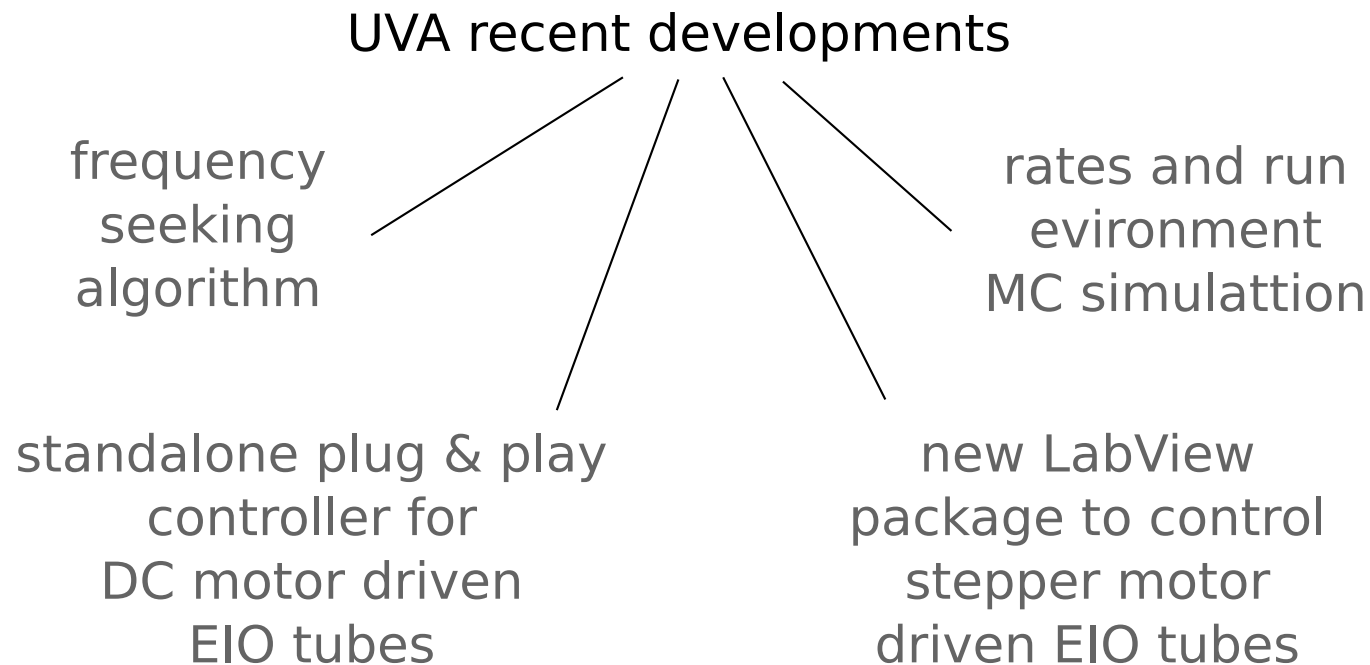 UVA recent developments
frequency
seeking
algorithm
rates and run
evironment
MC simulattion
standalone plug & play
controller for
DC motor driven
EIO tubes
new LabView
package to control
stepper motor
driven EIO tubes